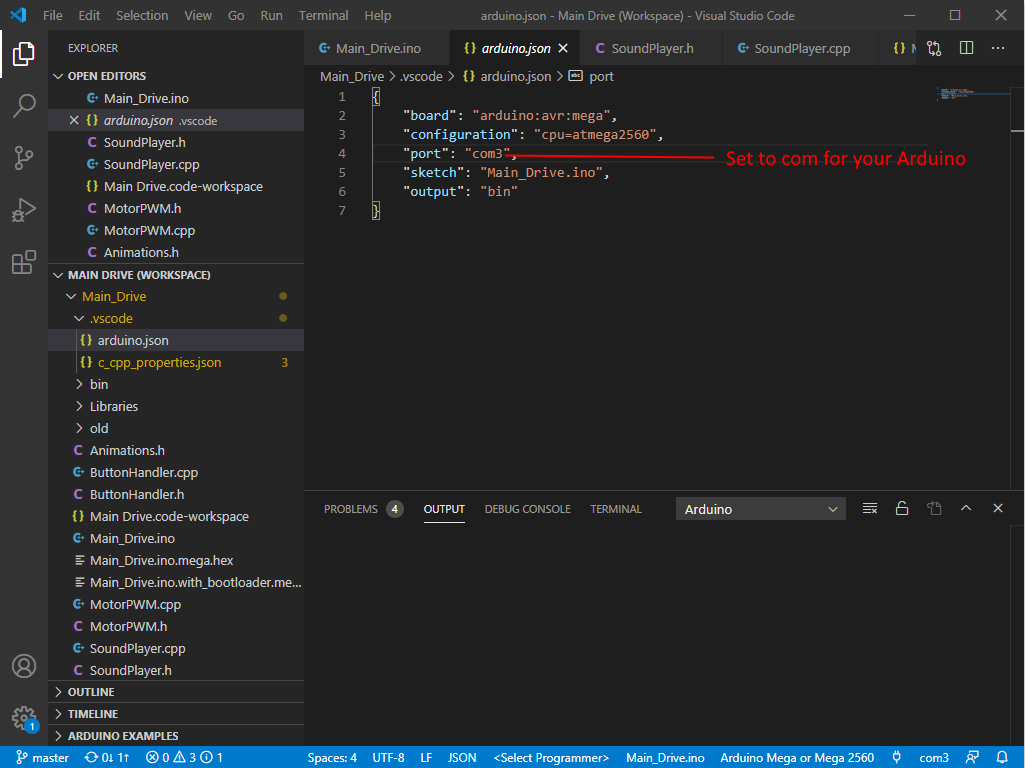 File Edit Selection View Go Run Terminal Help arduino.json - Main Drive (Workspace) - Visual Studio Code
EXPLORER
OPEN EDITORS
Main_Drive.ino
arduino.json .vscode
SoundPlayer.h
SoundPlayer.cpp
Main Drive.code-workspace
MotorPWM.h
MotorPWM.cpp
Animations.h
MAIN DRIVE (WORKSPACE)
Main_Drive
.vscode
arduino.json
c_cpp_properties.json 3
bin
Libraries
old
Animations.h
ButtonHandler.cpp
ButtonHandler.h
Main Drive.code-workspace
Main_Drive.ino
Main_Drive.ino.mega.hex
Main_Drive.ino.with_bootloader.me...
MotorPWM.cpp
MotorPWM.h
SoundPlayer.cpp
SoundPlayer.h
OUTLINE
TIMELINE
ARDUINO EXAMPLES
1
Main_Drive.ino arduino.json SoundPlayer.h SoundPlayer.cpp
Main_Drive > .vscode > {} arduino.json > abc port
1 {
2 "board": "arduino:avr:mega",
3 "configuration": "cpu=atmega2560",
4 "port": "com3",
Set to com for your Arduino
5 "sketch": "Main_Drive.ino",
6 "output": "bin"
7 }
PROBLEMS 4 OUTPUT DEBUG CONSOLE TERMINAL Arduino
master 0↓ 1↑ 0 3 1 Spaces: 4 UTF-8 LF JSON <Select Programmer> Main_Drive.ino Arduino Mega or Mega 2560 com3